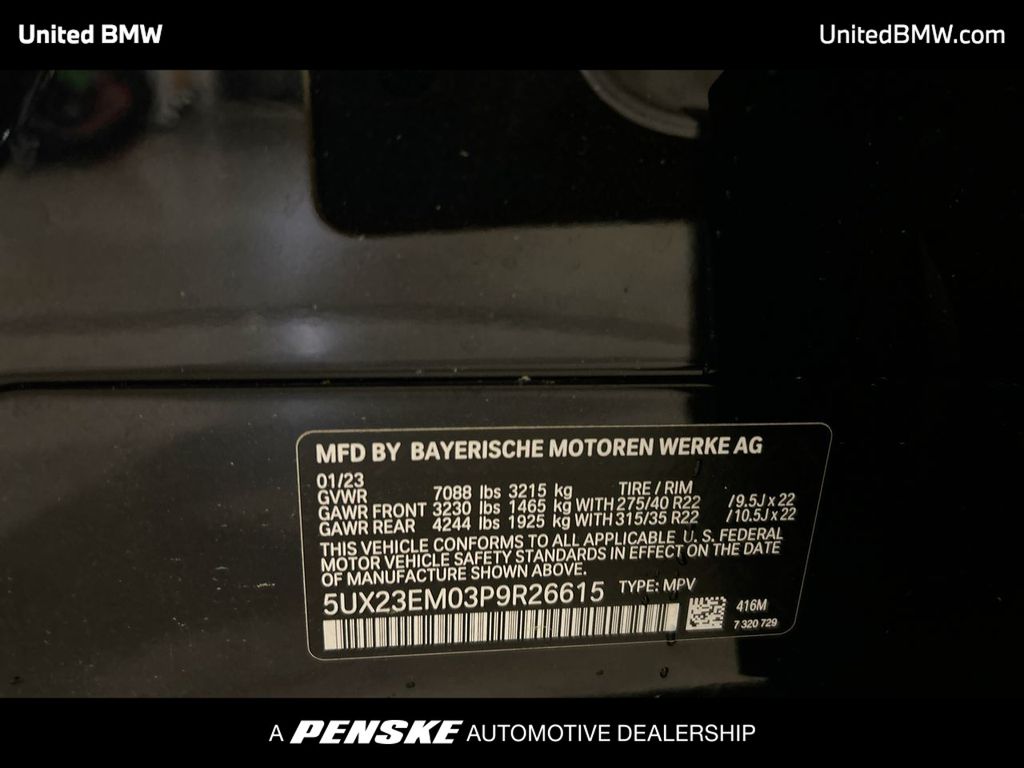 United BMW
UnitedBMW.com
MFD BY BAYERISCHE MOTOREN WERKE AG
01/23
TIRE / RIM
GVWR 7088 lbs 3215 kg
GAWR FRONT 3230 lbs 1465 kg WITH 275/40 R22 /9.5J x 22
GAWR REAR 4244 lbs 1925 kg WITH 315/35 R22 /10.5J x 22
THIS VEHICLE CONFORMS TO ALL APPLICABLE U. S. FEDERAL
MOTOR VEHICLE SAFETY STANDARDS IN EFFECT ON THE DATE
OF MANUFACTURE SHOWN ABOVE.
5UX23EM03P9R26615 TYPE: MPV
416M
7 320 729
A PENSKE AUTOMOTIVE DEALERSHIP